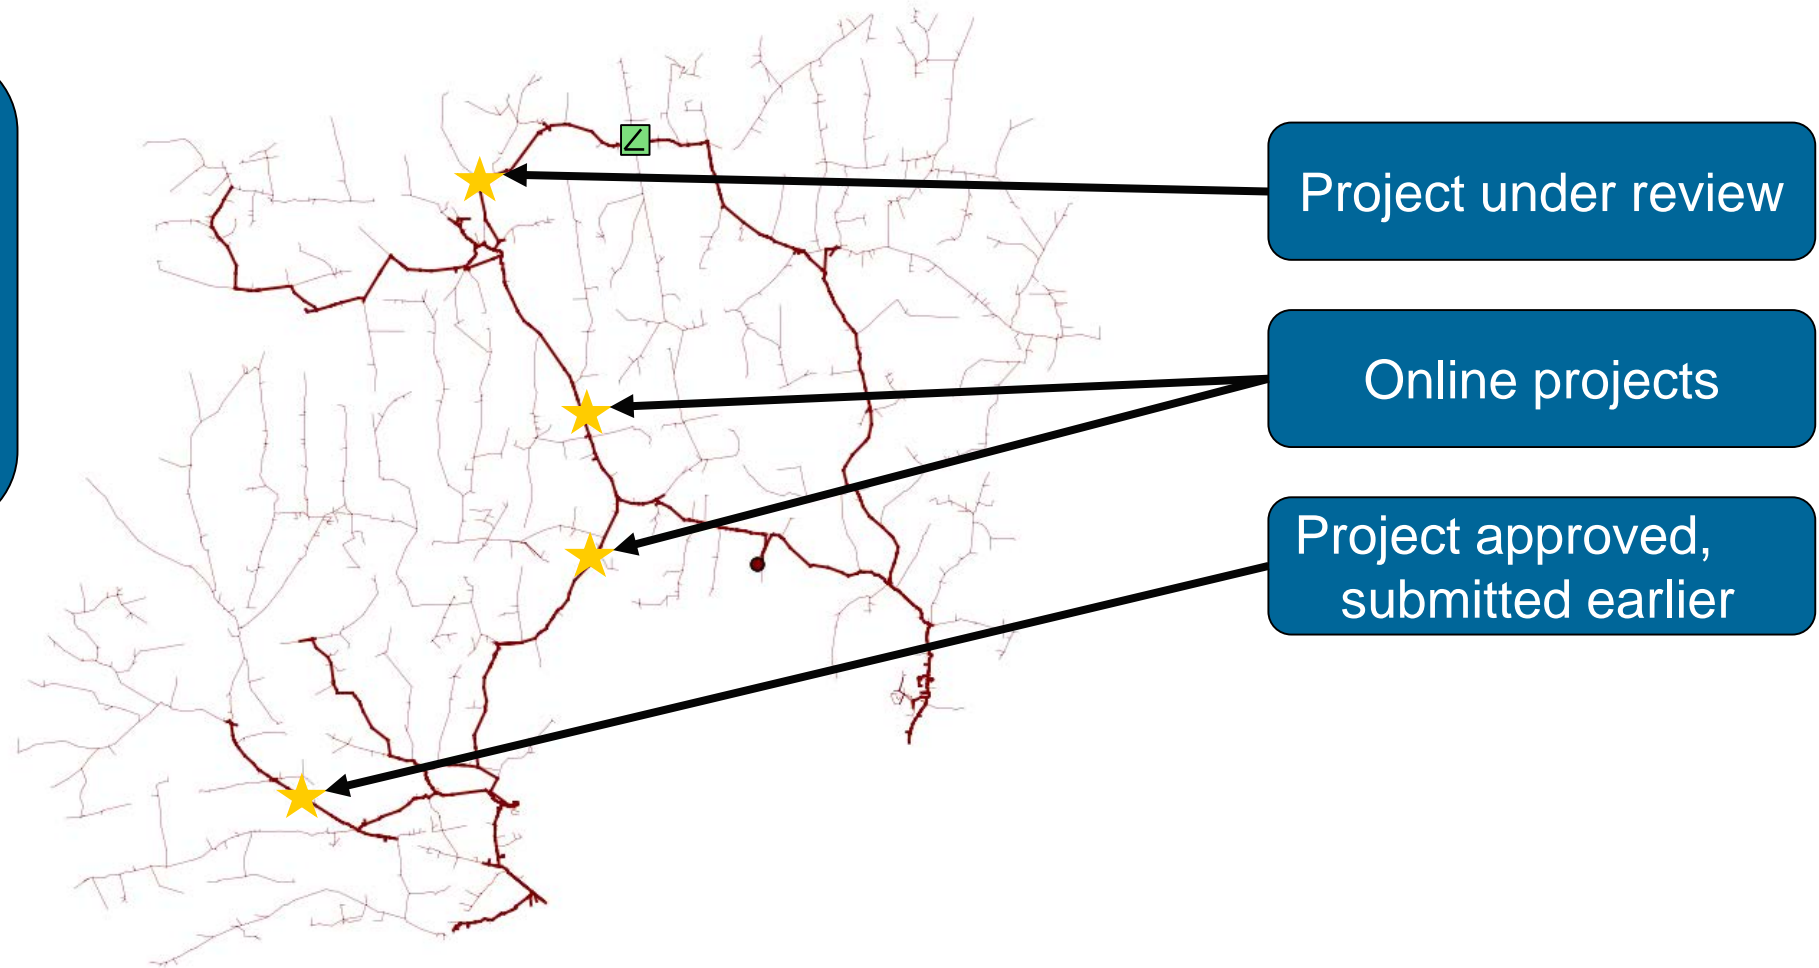 Project under review
Online projects
Project approved,
submitted earlier